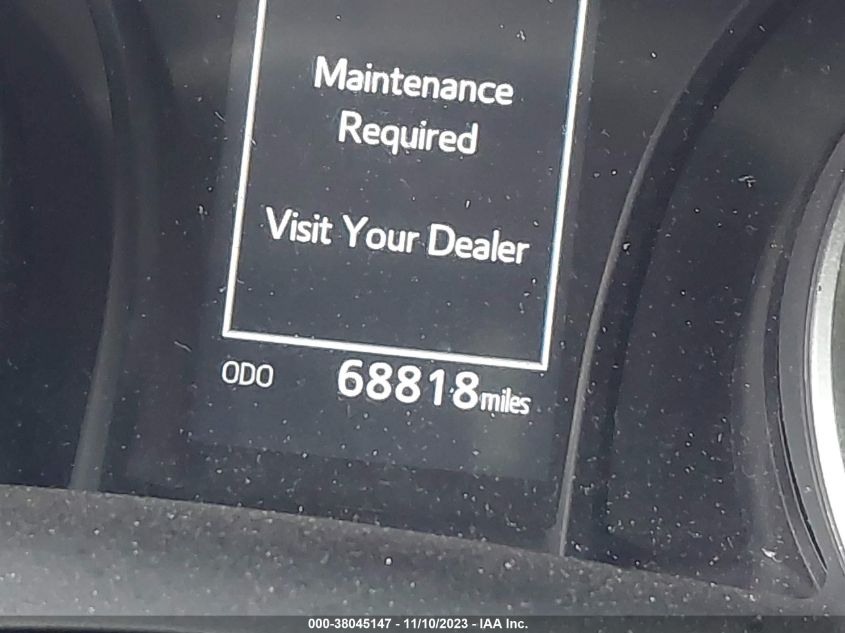 Maintenance
Required
Visit Your Dealer
ODO 68818 miles
000-38045147 - 11/10/2023 - IAA Inc.